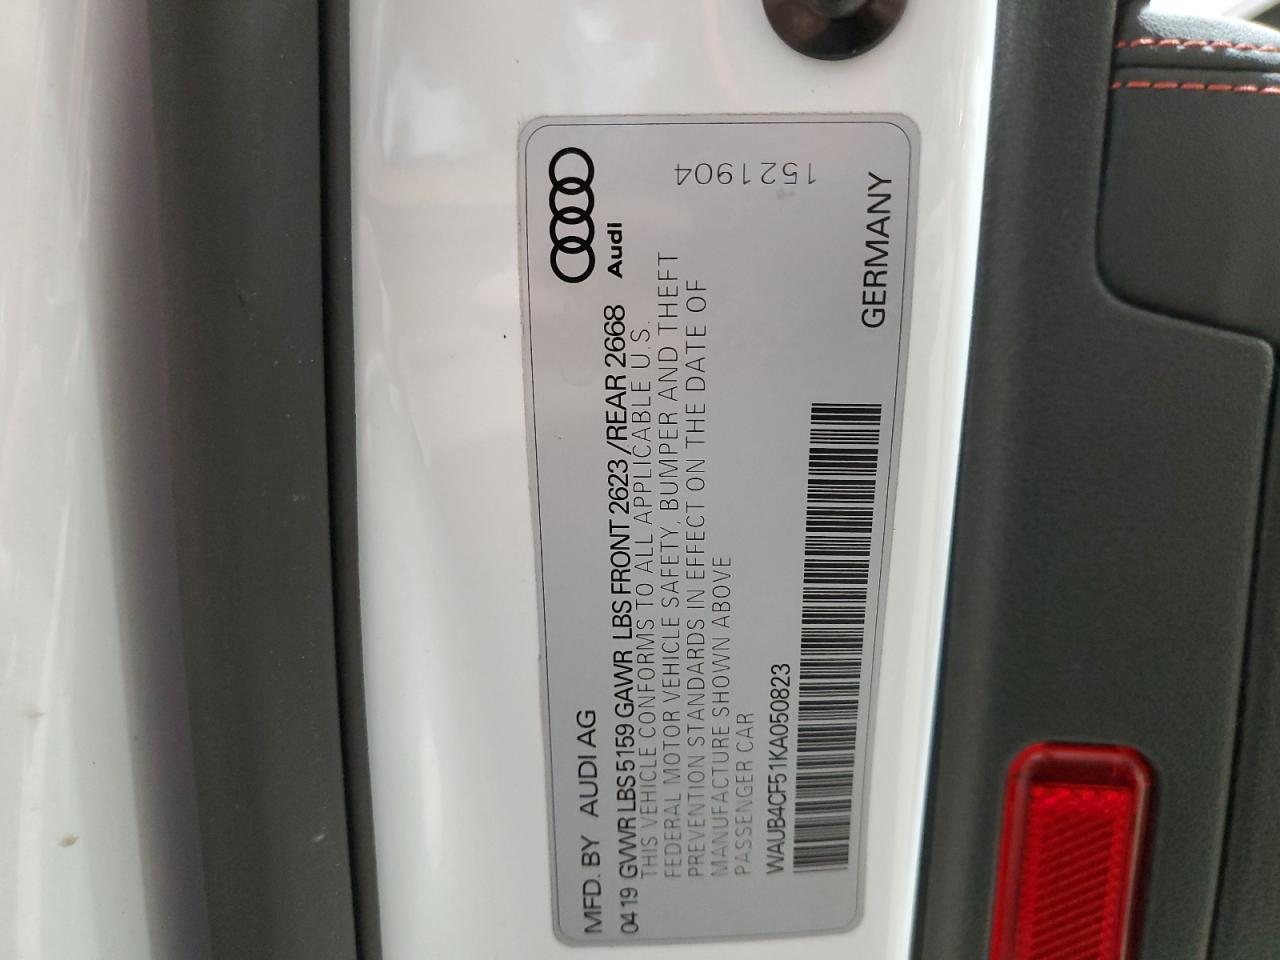 MFD. BY AUDI AG
Audi
04 19 GVWR LBS 5159 GAWR LBS FRONT 2623 /REAR 2668
THIS VEHICLE CONFORMS TO ALL APPLICABLE U.S.
FEDERAL MOTOR VEHICLE SAFETY, BUMPER AND THEFT
PREVENTION STANDARDS IN EFFECT ON THE DATE OF
MANUFACTURE SHOWN ABOVE
PASSENGER CAR
1521904
WAUB4CF51KA050823
GERMANY